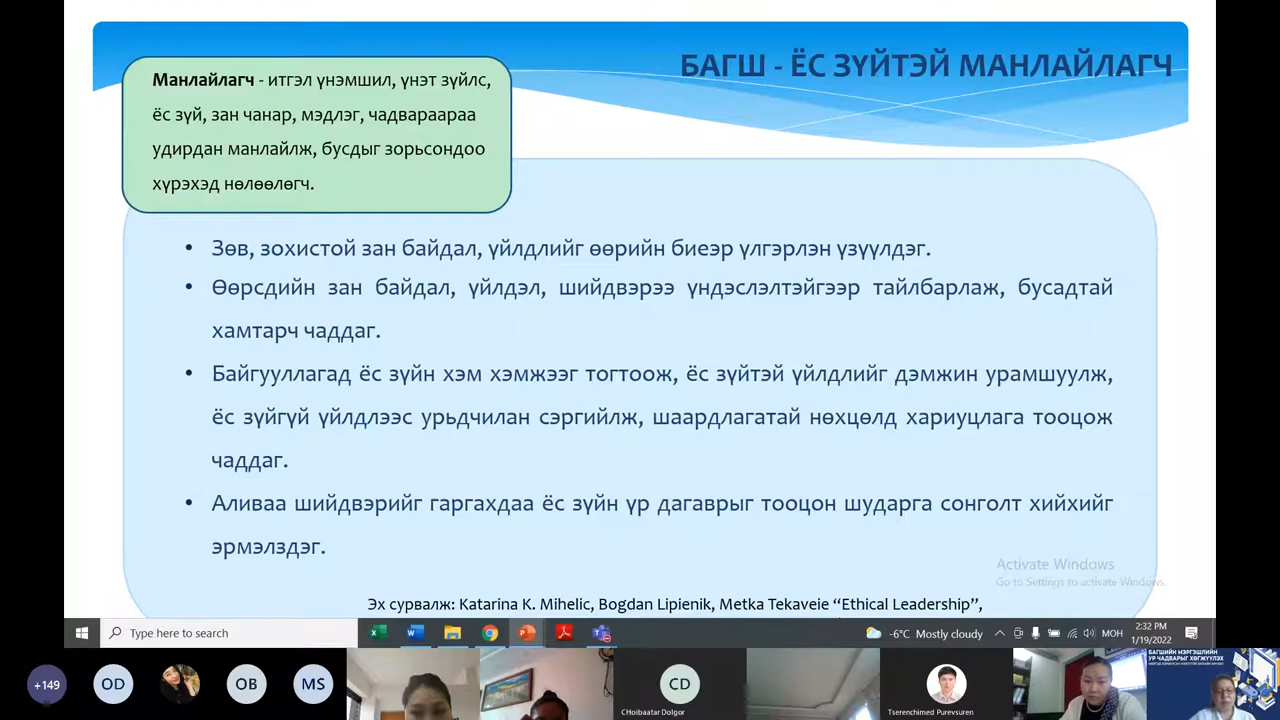 БАГШ - ЁС ЗҮЙТЭЙ МАНЛАЙЛАГЧ
Манлайлагч - итгэл үнэмшил, үнэт зүйлс,
ёс зүй, зан чанар, мэдлэг, чадвараараа
удирдан манлайлж, бусдыг зорьсондоо
хүрэхэд нөлөөлөгч.
• Зөв, зохистой зан байдал, үйлдлийг өөрийн биеэр үлгэрлэн үзүүлдэг.
• Өөрсдийн зан байдал, үйлдэл, шийдвэрээ үндэслэлтэйгээр тайлбарлаж, бусадтай
хамтарч чаддаг.
• Байгууллагад ёс зүйн хэм хэмжээг тогтоож, ёс зүйтэй үйлдлийг дэмжин урамшуулж,
ёс зүйгүй үйлдлээс урьдчилан сэргийлж, шаардлагатай нөхцөлд хариуцлага тооцож
чаддаг.
• Аливаа шийдвэрийг гаргахдаа ёс зүйн үр дагаврыг тооцон шударга сонголт хийхийг
эрмэлздэг.
Activate Windows
Go to Settings to activate Windows.
Эх сурвалж: Katarina K. Mihelic, Bogdan Lipienik, Metka Tekaveie “Ethical Leadership”,
Type here to search
-6°C Mostly cloudy
МОН
2:32 PM
1/19/2022
+149
OD
OB
MS
CD
CHoibaatar Dolgor
Tserenchimed Purevsuren
БАГШИЙН МЭРГЭШЛИЙН
УР ЧАДВАРЫГ ХӨГЖҮҮЛЭХ